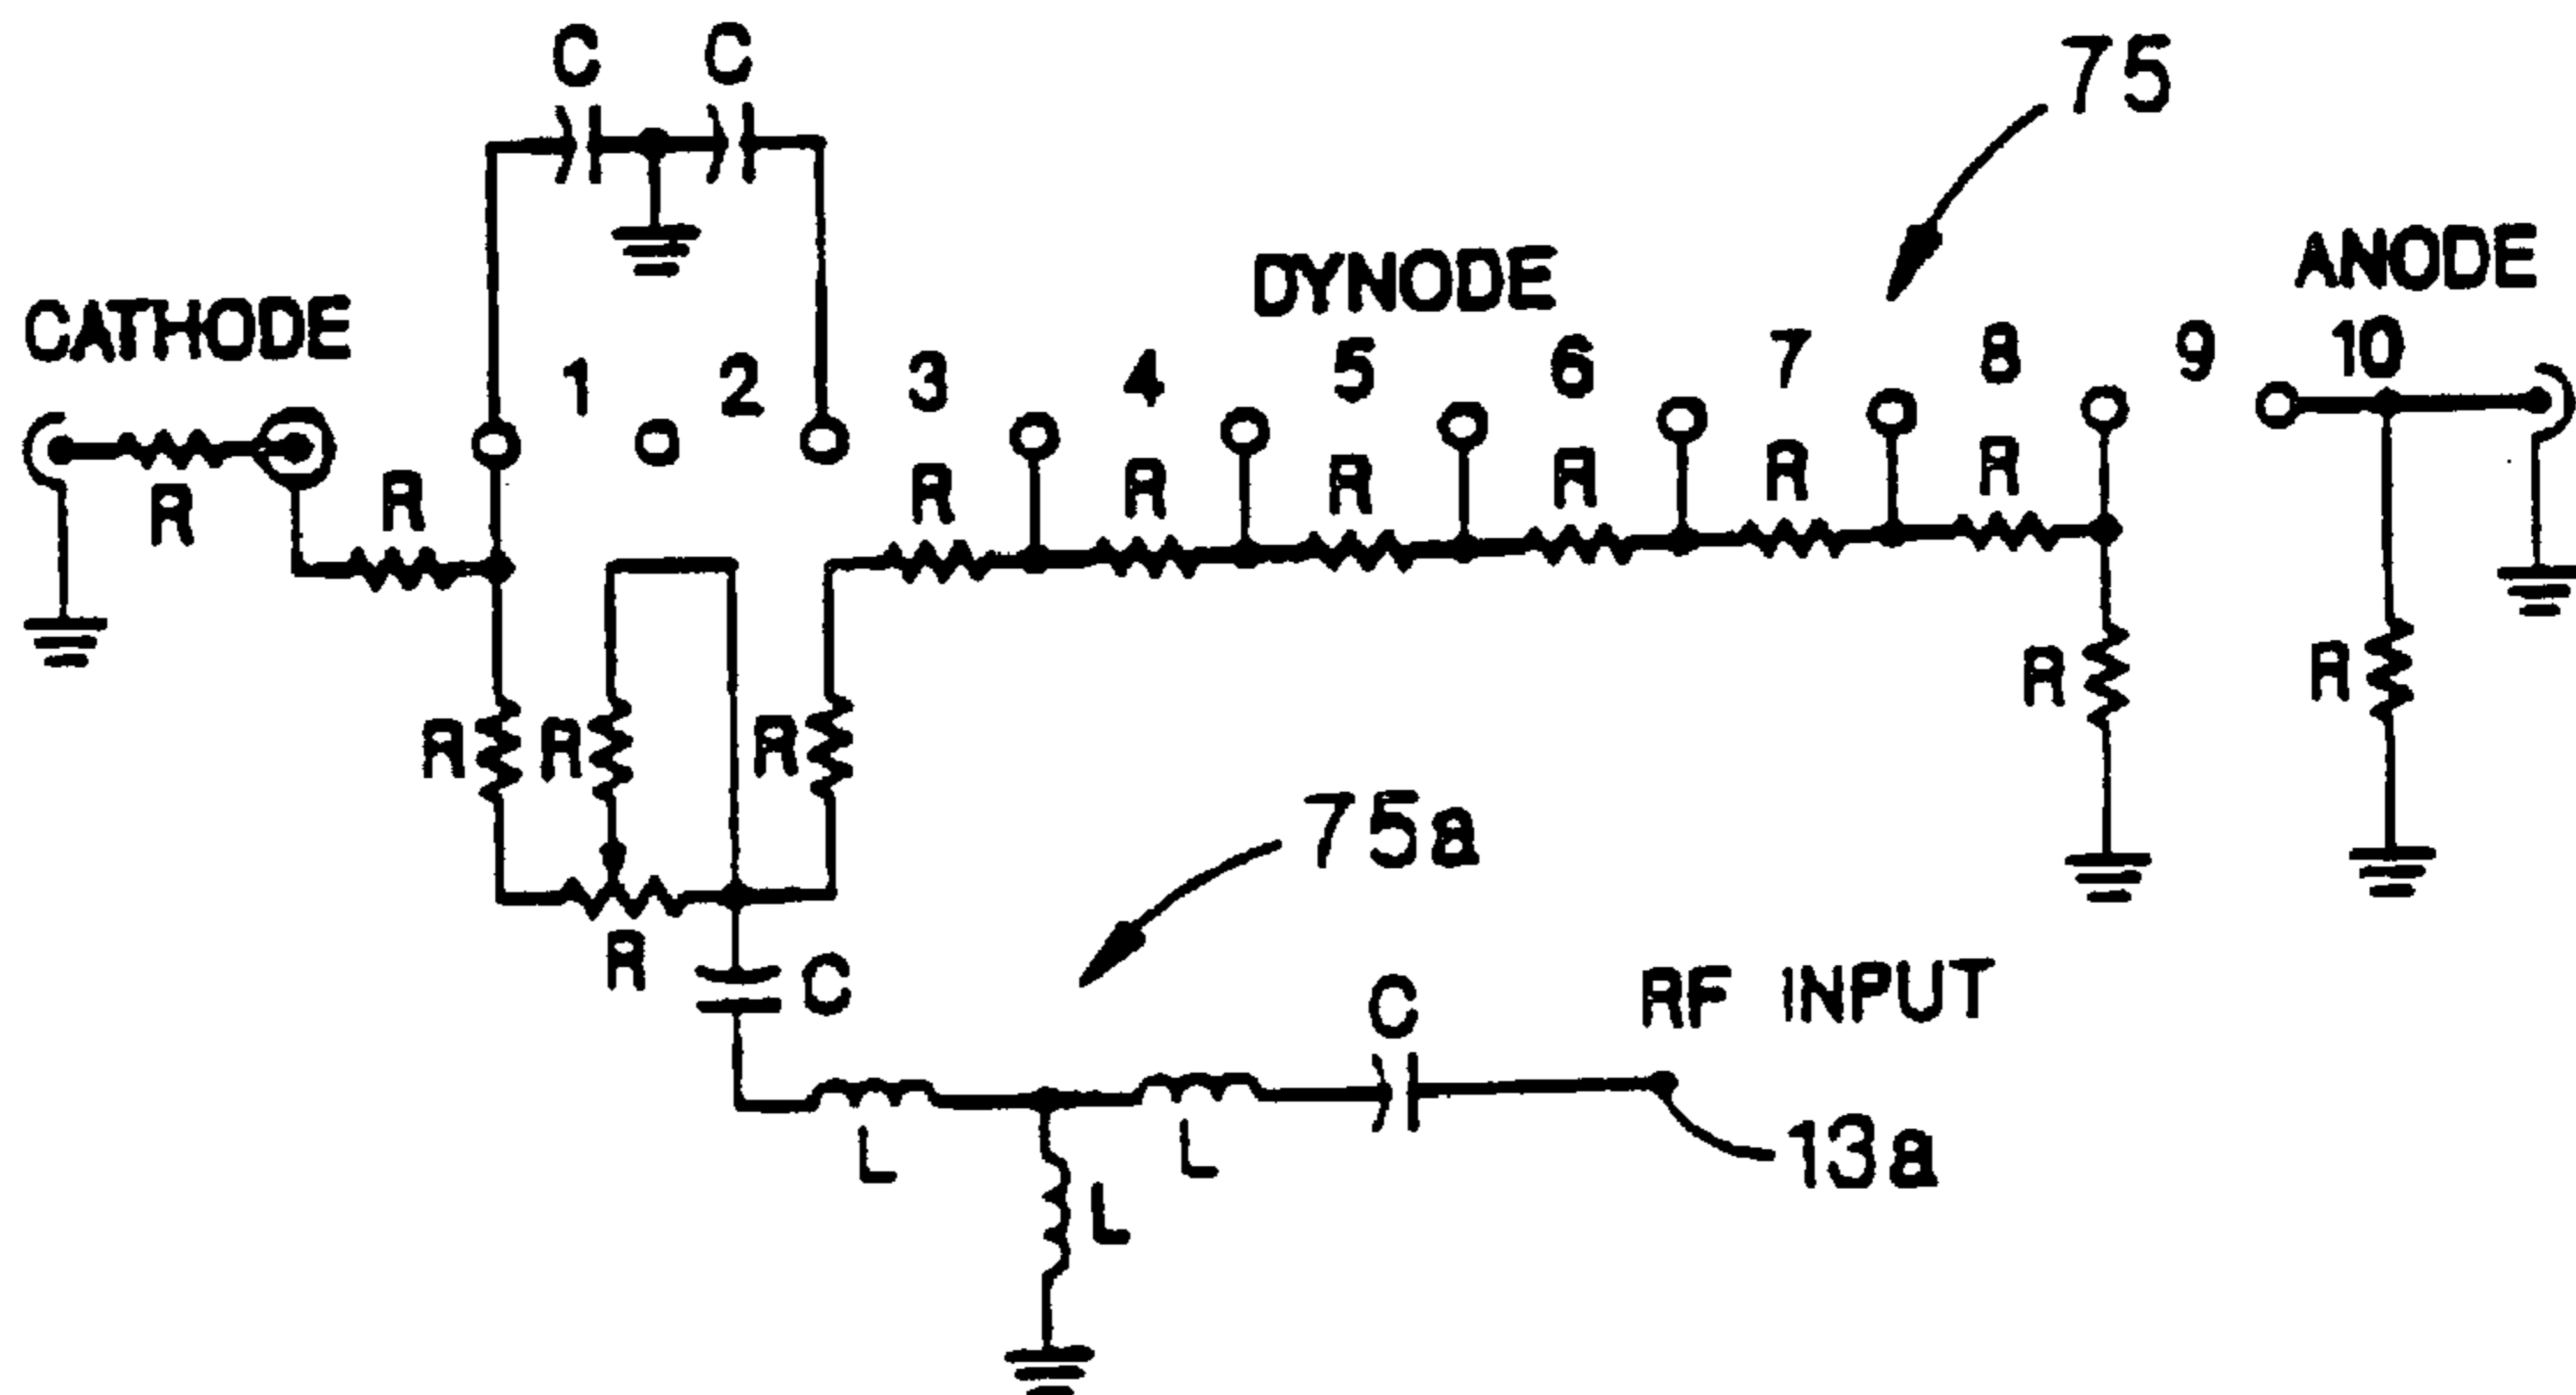 C C
75
DYNODE
ANODE
CATHODE
1 2 3 4 5 6 7 8 9 10
R R R R R R R R
R R R R R
75a
R
C
C
RF INPUT
L L
L
13a